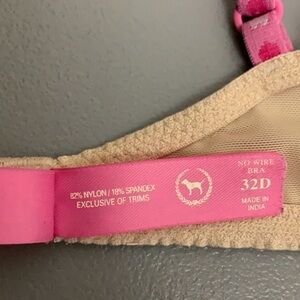 82% NYLON / 18% SPANDEX
EXCLUSIVE OF TRIMS
NO WIRE
BRA
32D
MADE IN
INDIA